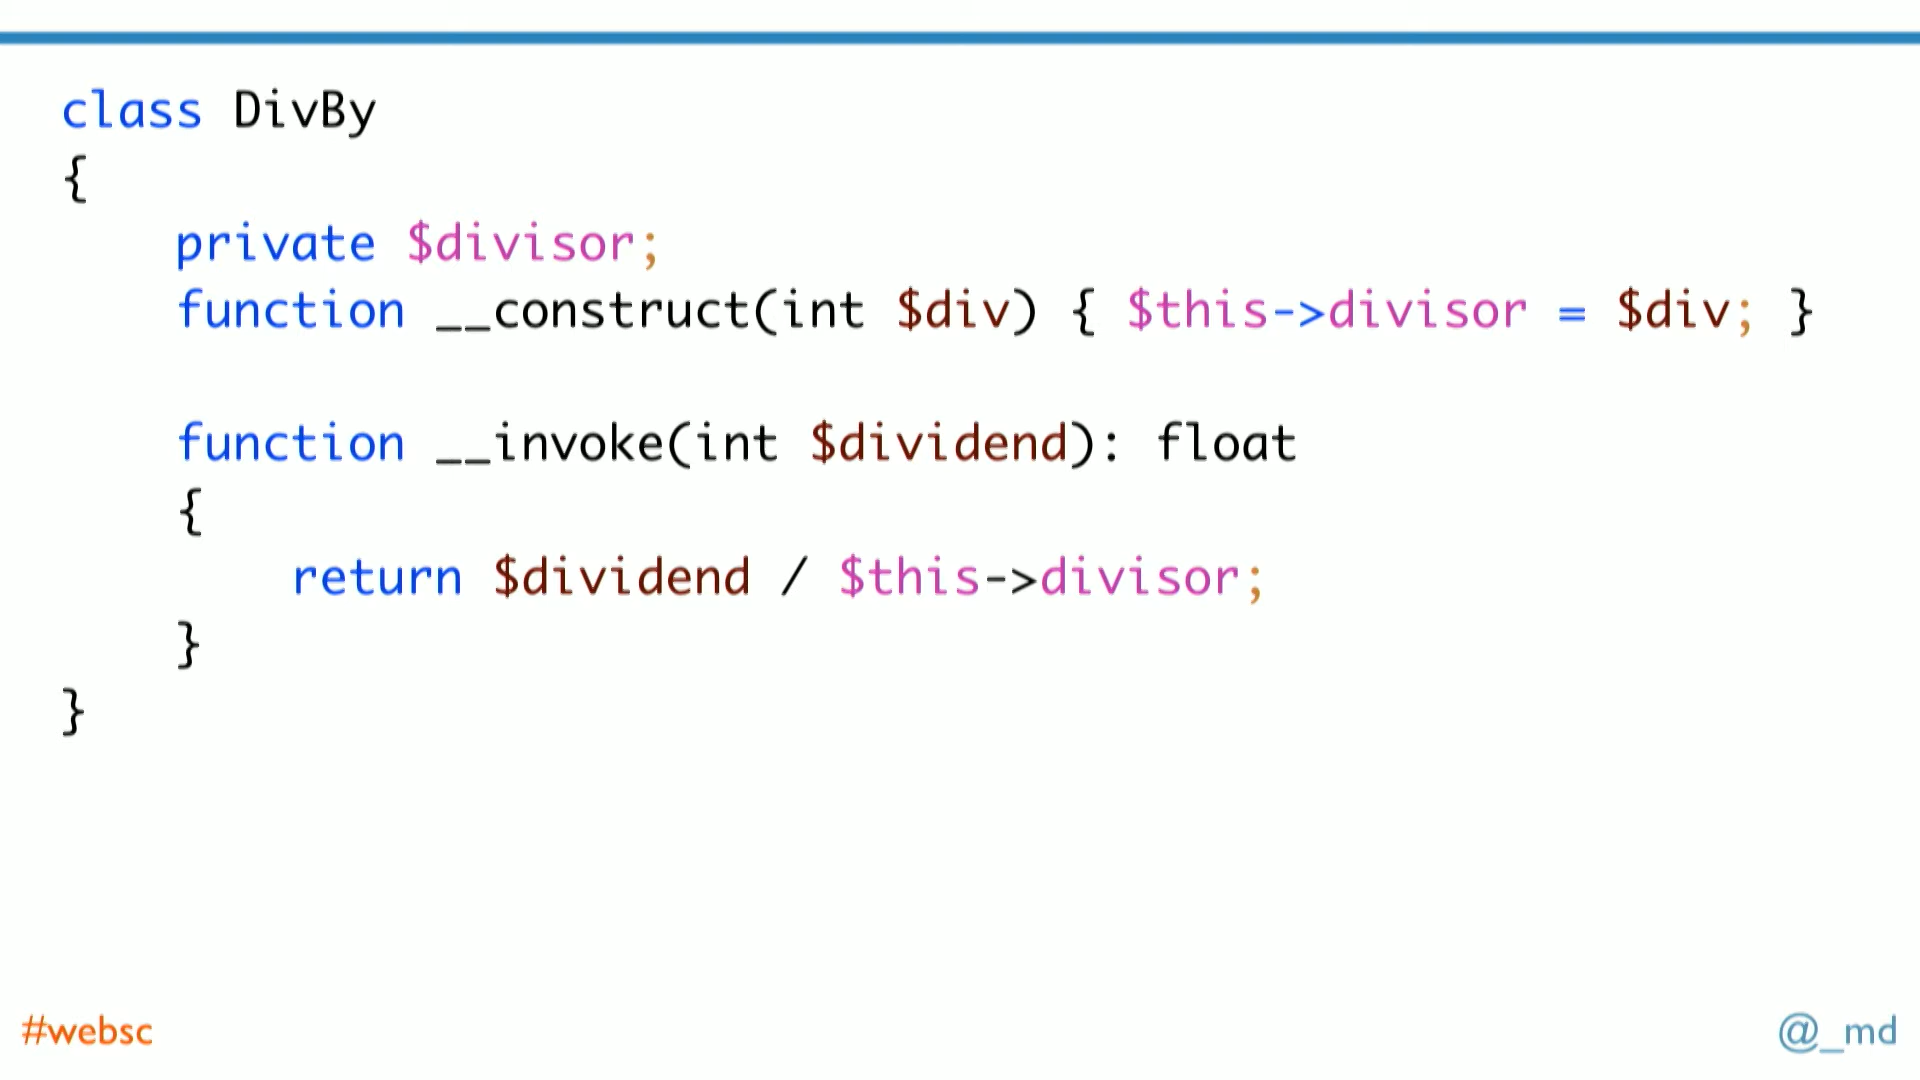 class DivBy
{
    private $divisor;
    function __construct(int $div) { $this->divisor = $div; }

    function __invoke(int $dividend): float
    {
        return $dividend / $this->divisor;
    }
}
#websc
@_md